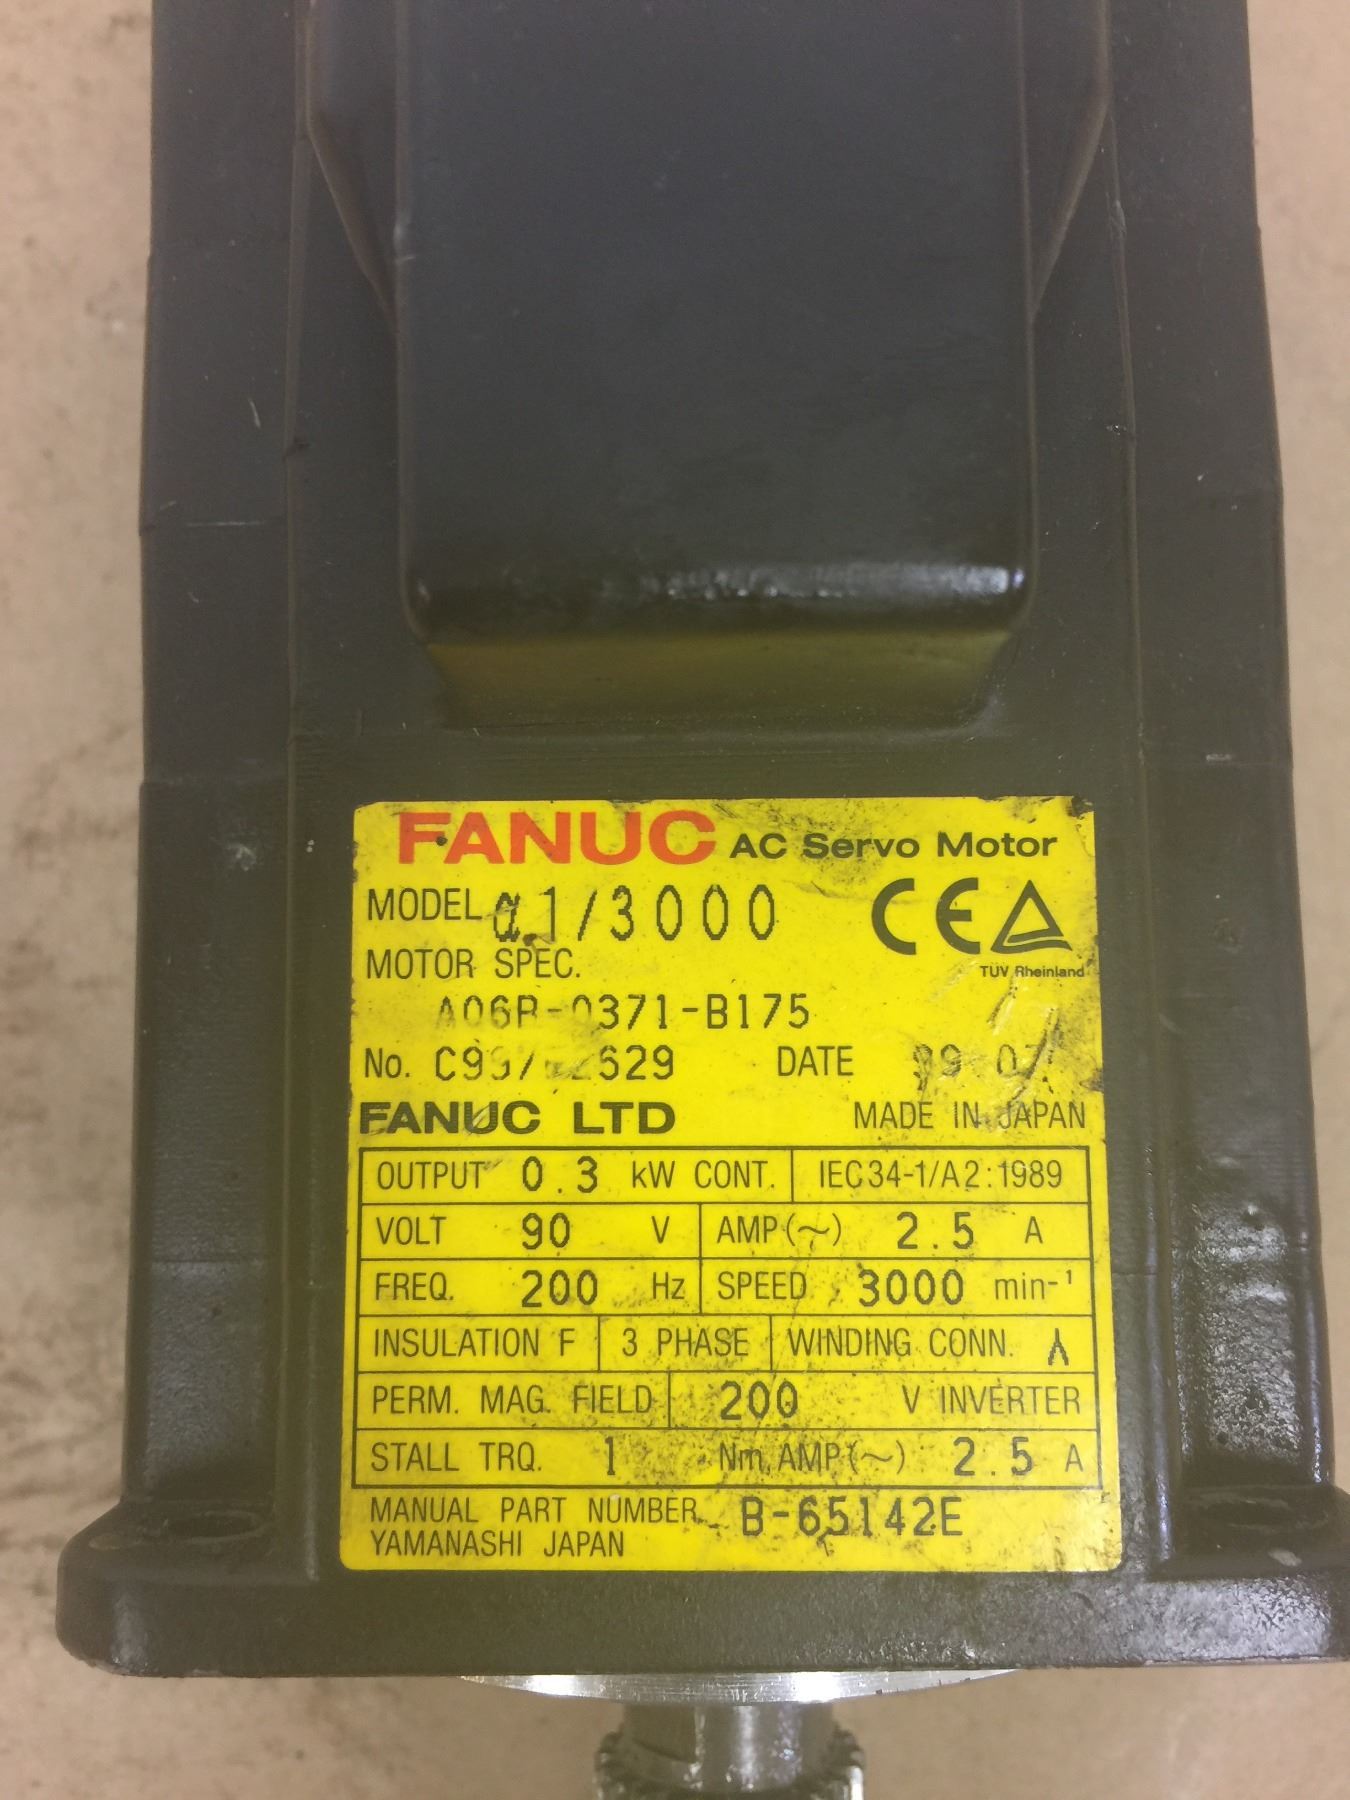 FANUC AC Servo Motor
MODEL α1/3000 CE
TÜV Rheinland
MOTOR SPEC.
A06B-0371-B175
No. DATE
FANUC LTD MADE IN JAPAN
OUTPUT 0.3 kW CONT. IEC34-1/A2:1989
VOLT 90 V AMP(~) 2.5 A
FREQ. 200 Hz SPEED 3000 min-¹
INSULATION F 3 PHASE WINDING CONN.
PERM. MAG. FIELD 200 V INVERTER
STALL TRQ. 1 Nm AMP(~) 2.5 A
MANUAL PART NUMBER B-65142E
YAMANASHI JAPAN